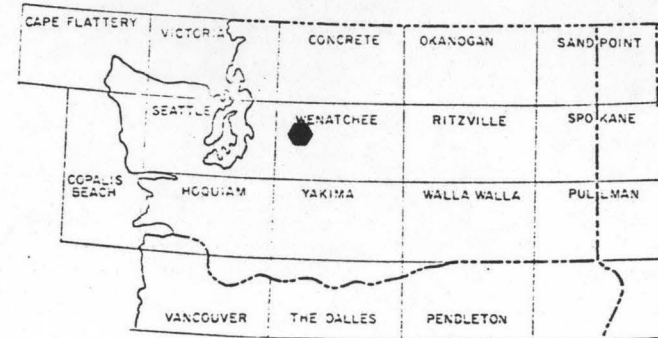 CAPE FLATTERY
VICTORIA
CONCRETE
OKANOGAN
SAND POINT
SEATTLE
WENATCHEE
RITZVILLE
SPOKANE
COPALIS
BEACH
HOQUIAM
YAKIMA
WALLA WALLA
PULLMAN
VANCOUVER
THE DALLES
PENDLETON